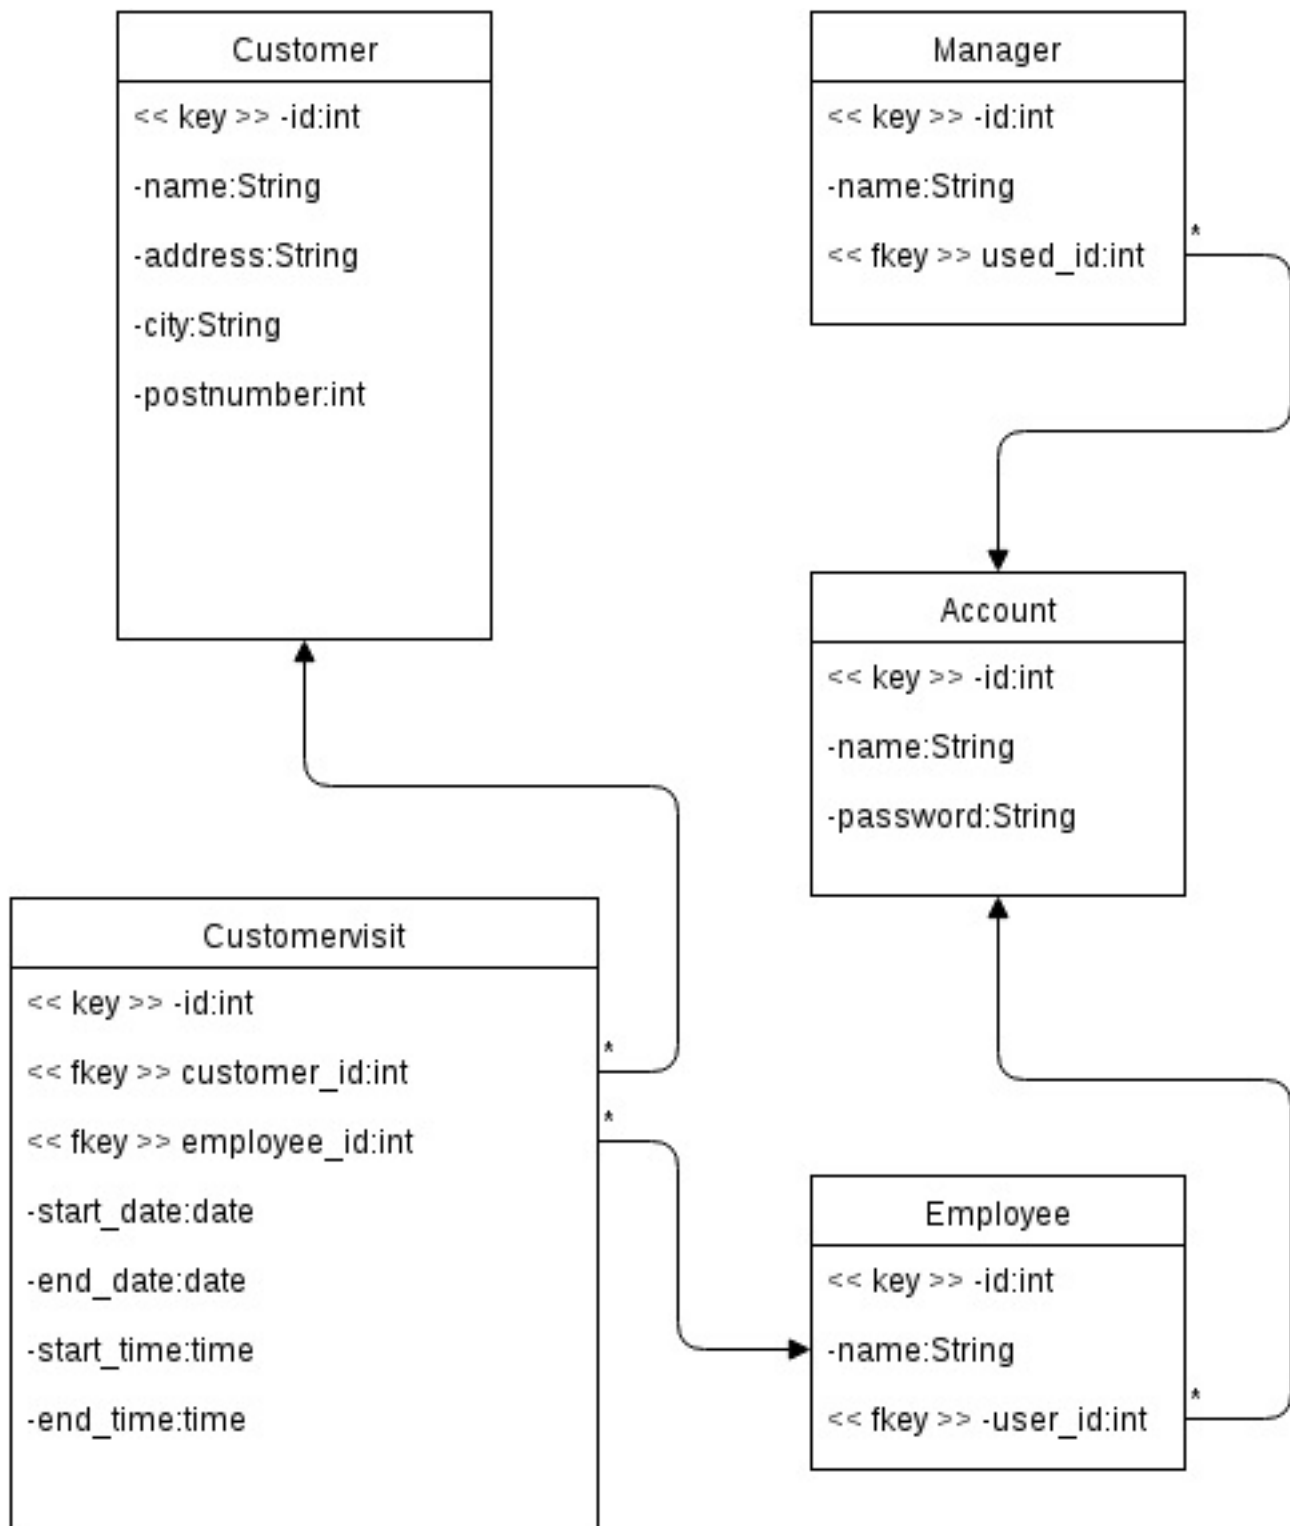 Customer
<< key >> -id:int
-name:String
-address:String
-city:String
-postnumber:int
Manager
<< key >> -id:int
-name:String
<< fkey >> used_id:int
*
Account
<< key >> -id:int
-name:String
-password:String
Customervisit
<< key >> -id:int
<< fkey >> customer_id:int
*
<< fkey >> employee_id:int
*
-start_date:date
-end_date:date
-start_time:time
-end_time:time
Employee
<< key >> -id:int
-name:String
<< fkey >> -user_id:int
*